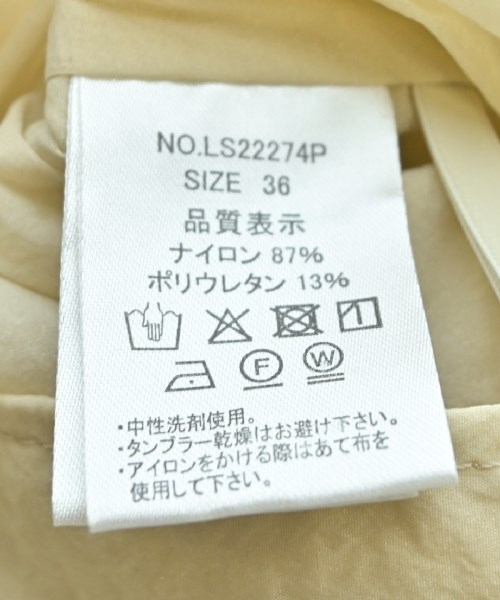 NO.LS22274P
SIZE 36
品質表示
ナイロン 87%
ポリウレタン 13%
F W
・中性洗剤使用。
・タンブラー乾燥はお避け下さい。
・アイロンをかける際はあて布を
使用して下さい。